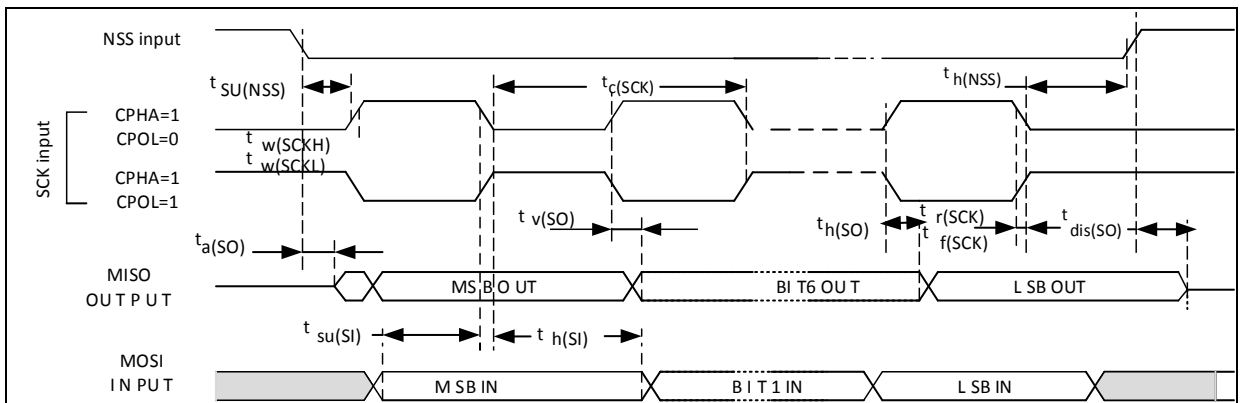 NSS input
t SU(NSS)
t c(SCK)
t h(NSS)
SCK input
CPHA=1
CPOL=0
t w(SCKH)
t w(SCKL)
CPHA=1
CPOL=1
t v(SO)
t h(SO)
t r(SCK)
t f(SCK)
t dis(SO)
t a(SO)
MISO
OUTPUT
MSB OUT
BIT6 OUT
LSB OUT
t su(SI)
t h(SI)
MOSI
INPUT
MSB IN
BIT1 IN
LSB IN